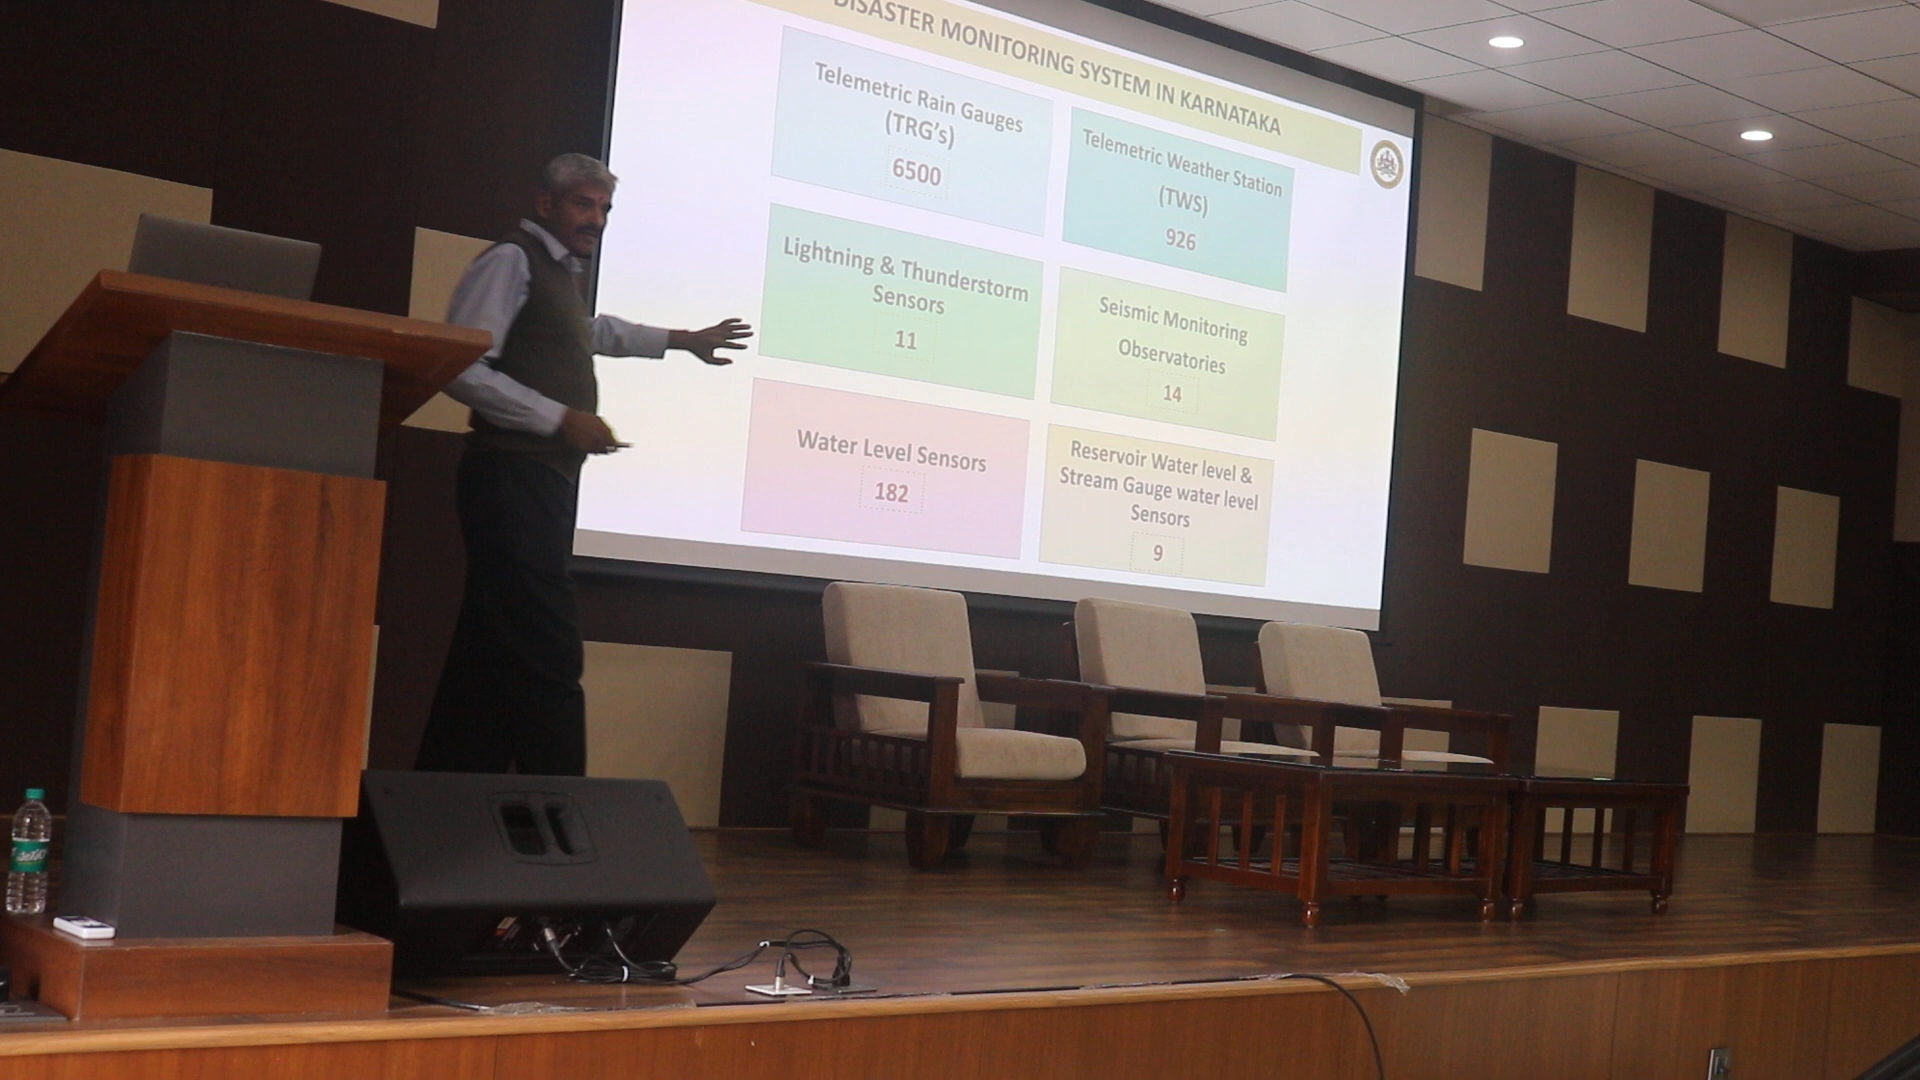 DISASTER MONITORING SYSTEM IN KARNATAKA
Telemetric Rain Gauges
(TRG's)
6500
Telemetric Weather Station
(TWS)
926
Lightning & Thunderstorm
Sensors
11
Seismic Monitoring
Observatories
14
Water Level Sensors
182
Reservoir Water level &
Stream Gauge water level
Sensors
9